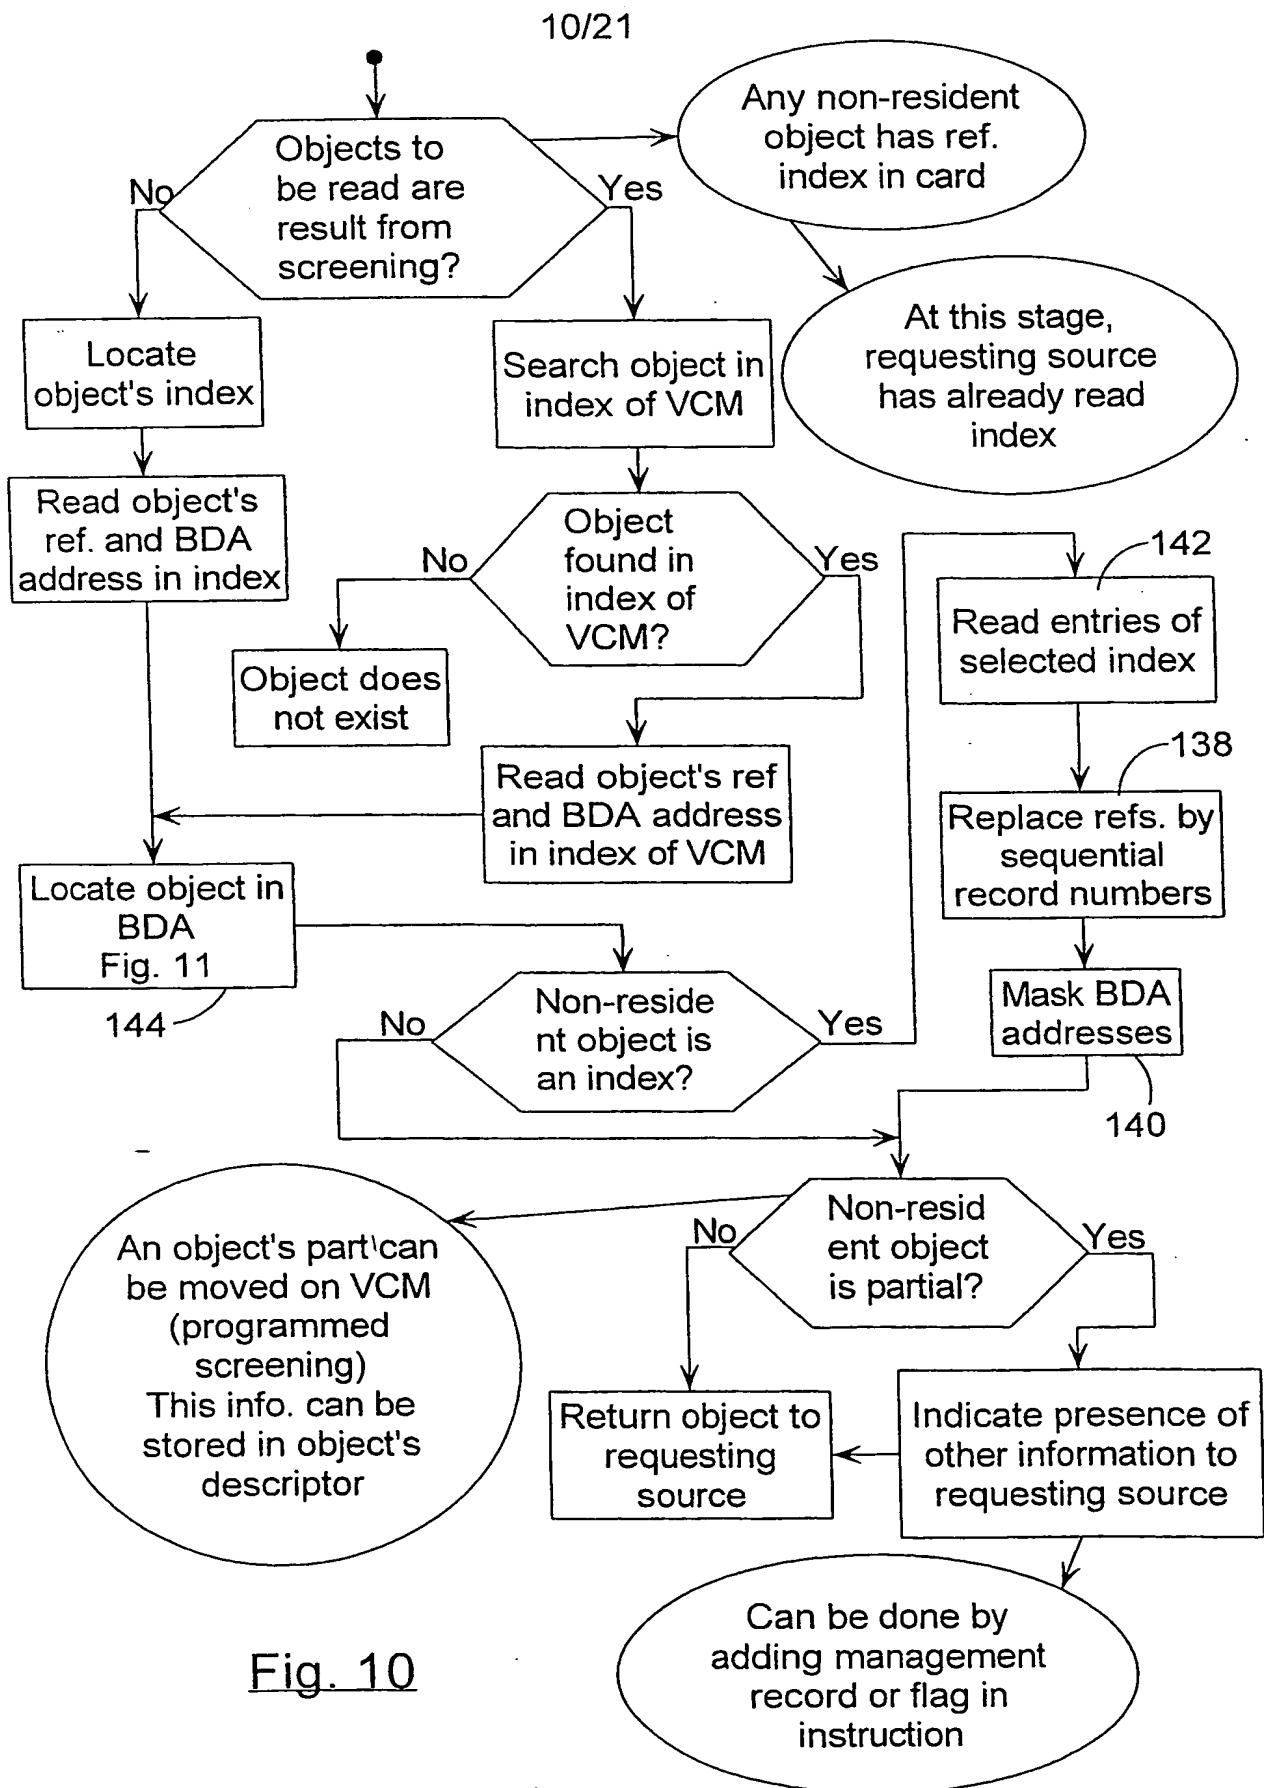 10/21
Any non-resident
object has ref.
index in card
Objects to
be read are
result from
screening?
No
Yes
At this stage,
requesting source
has already read
index
Locate
object's index
Search object in
index of VCM
Read object's
ref. and BDA
address in index
Object
found in
index of
VCM?
No
Yes
142
Read entries of
selected index
Object does
not exist
138
Read object's ref
and BDA address
in index of VCM
Replace refs. by
sequential
record numbers
Locate object in
BDA
Fig. 11
144
Non-reside
nt object is
an index?
No
Yes
Mask BDA
addresses
140
Non-resid
ent object
is partial?
No
Yes
An object's part can
be moved on VCM
(programmed
screening)
This info. can be
stored in object's
descriptor
Return object to
requesting
source
Indicate presence of
other information to
requesting source
Can be done by
adding management
record or flag in
instruction
Fig. 10